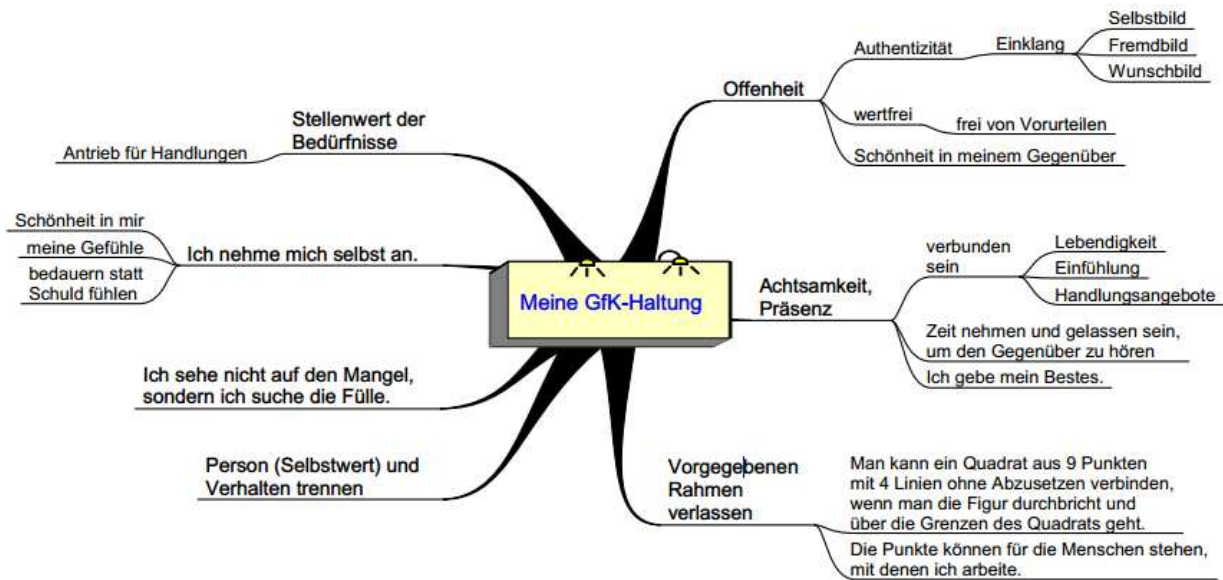 Meine GfK-Haltung
Offenheit
Authentizität
Einklang
Selbstbild
Fremdbild
Wunschbild
wertfrei
frei von Vorurteilen
Schönheit in meinem Gegenüber
Achtsamkeit,
Präsenz
verbunden
sein
Lebendigkeit
Einfühlung
Handlungsangebote
Zeit nehmen und gelassen sein,
um den Gegenüber zu hören
Ich gebe mein Bestes.
Vorgegebenen
Rahmen
verlassen
Man kann ein Quadrat aus 9 Punkten
mit 4 Linien ohne Abzusetzen verbinden,
wenn man die Figur durchbricht und
über die Grenzen des Quadrats geht.
Die Punkte können für die Menschen stehen,
mit denen ich arbeite.
Stellenwert der
Bedürfnisse
Antrieb für Handlungen
Ich nehme mich selbst an.
Schönheit in mir
meine Gefühle
bedauern statt
Schuld fühlen
Ich sehe nicht auf den Mangel,
sondern ich suche die Fülle.
Person (Selbstwert) und
Verhalten trennen